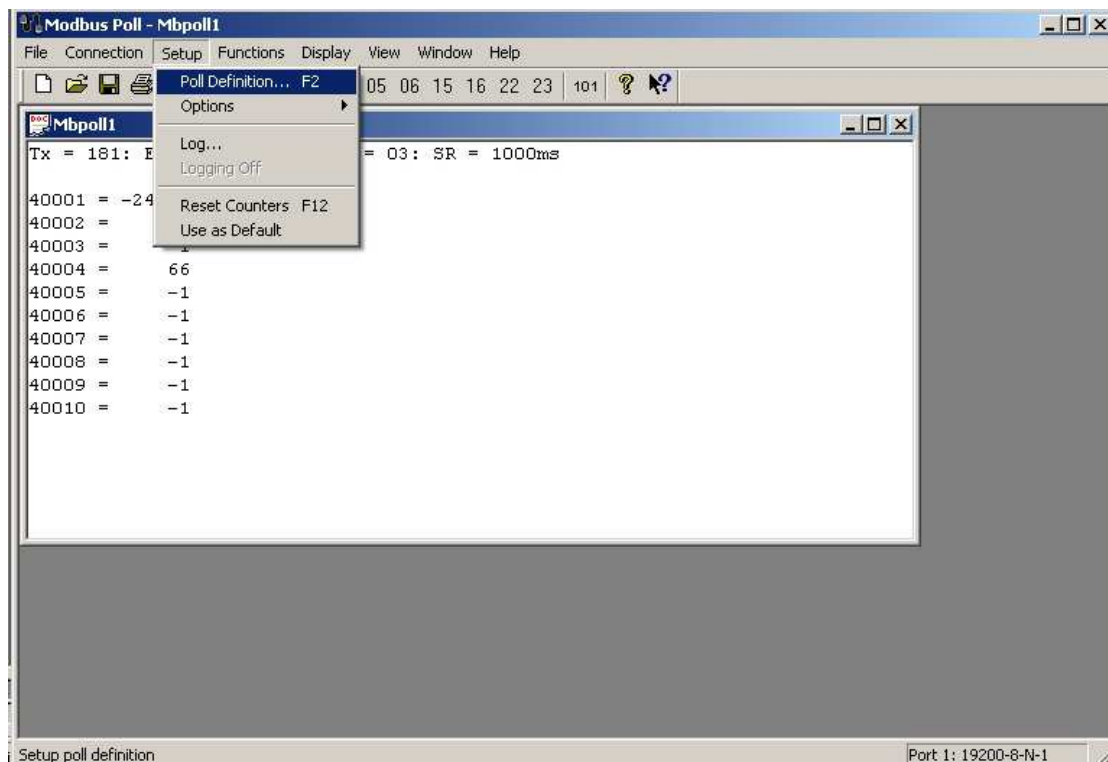 Modbus Poll - Mbpoll1
File Connection Setup Functions Display View Window Help
Poll Definition... F2
05 06 15 16 22 23 101
Options
Mbpoll1
Log...
Tx = 181: E = 03: SR = 1000ms
Logging Off
40001 = -24
Reset Counters F12
40002 =
Use as Default
40003 = -1
40004 = 66
40005 = -1
40006 = -1
40007 = -1
40008 = -1
40009 = -1
40010 = -1
Setup poll definition
Port 1: 19200-8-N-1